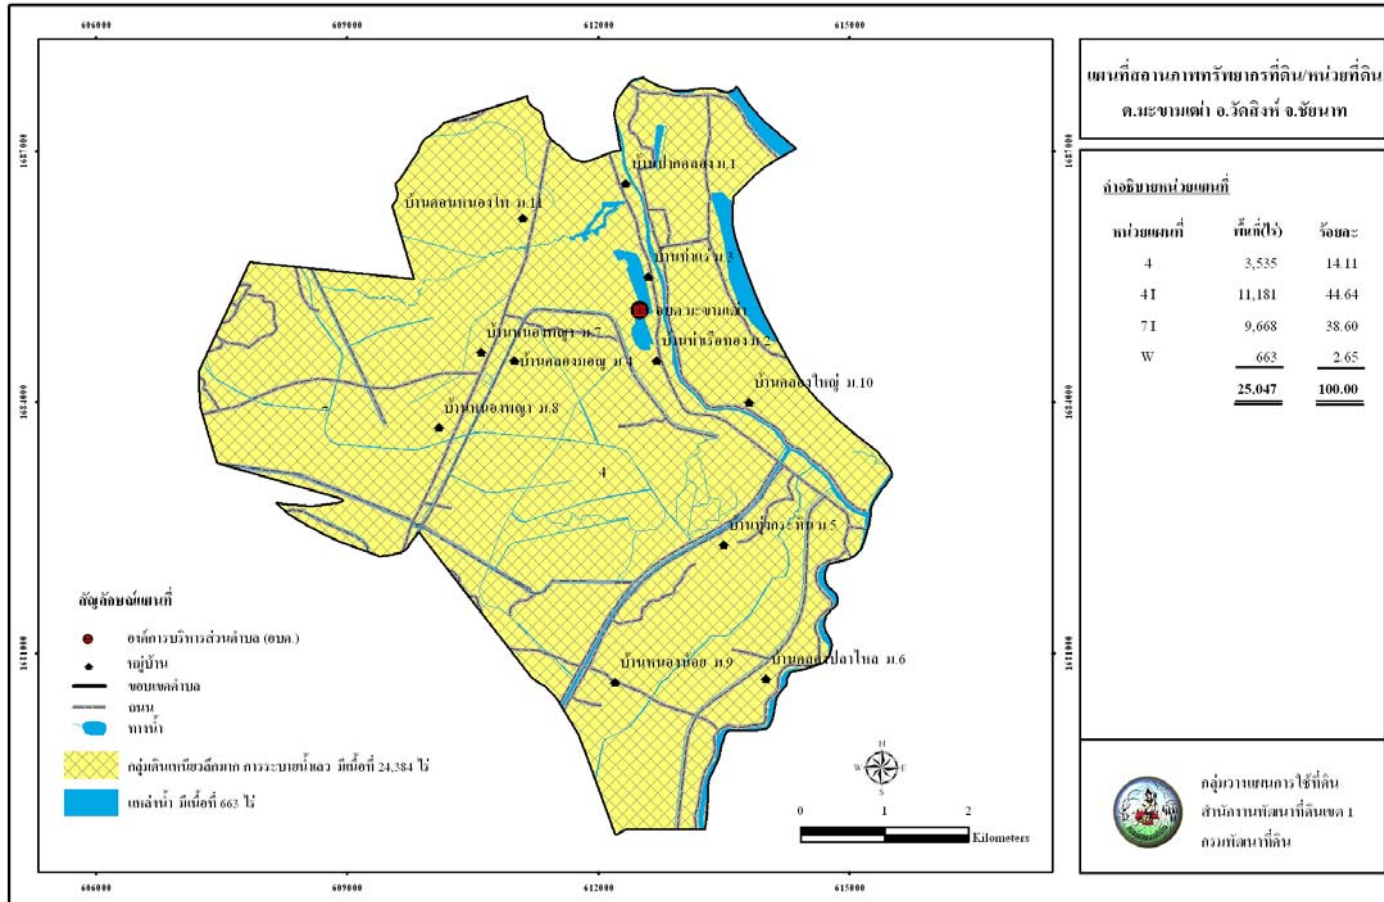 606000 609000 612000 615000
แผนที่สถานภาพทรัพยากรที่ดิน/หน่วยที่ดิน
ต.มะขามเฒ่า อ.วัดสิงห์ จ.ชัยนาท
1687000
1687000
บ้านปากคลอง ม.1
คำอธิบายหน่วยแผนที่
บ้านดอนหนองโพ ม.11
หน่วยแผนที่ พื้นที่(ไร่) ร้อยละ
4 3,535 14.11
4I 11,181 44.64
7I 9,668 38.60
W 663 2.65
25,047 100.00
บ้านท่าแร่ ม.3
อบต.มะขามเฒ่า
บ้านหนองพญา ม.7
บ้านท่าเรือทอง ม.2
บ้านคลองมอญ ม.4
บ้านคลองใหญ่ ม.10
1684000
1684000
7
บ้านหนองพญา ม.8
4
บ้านทุ่งกระทิน ม.5
สัญลักษณ์แผนที่
องค์การบริหารส่วนตำบล (อบต.)
หมู่บ้าน
ขอบเขตตำบล
ถนน
ทางน้ำ
กลุ่มดินเหนียวลึกมาก การระบายน้ำเลว มีเนื้อที่ 24,384 ไร่
แหล่งน้ำ มีเนื้อที่ 663 ไร่
1681000
1681000
บ้านหนองน้อย ม.9
บ้านคลองปลาไหล ม.6
N
W E
S
0 1 2
Kilometers
กลุ่มวางแผนการใช้ที่ดิน
สำนักงานพัฒนาที่ดินเขต 1
กรมพัฒนาที่ดิน
606000 609000 612000 615000